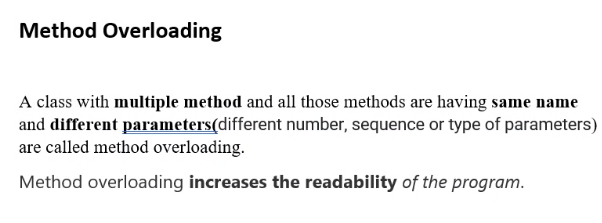 Method Overloading
A class with multiple method and all those methods are having same name
and different parameters(different number, sequence or type of parameters)
are called method overloading.
Method overloading increases the readability of the program.